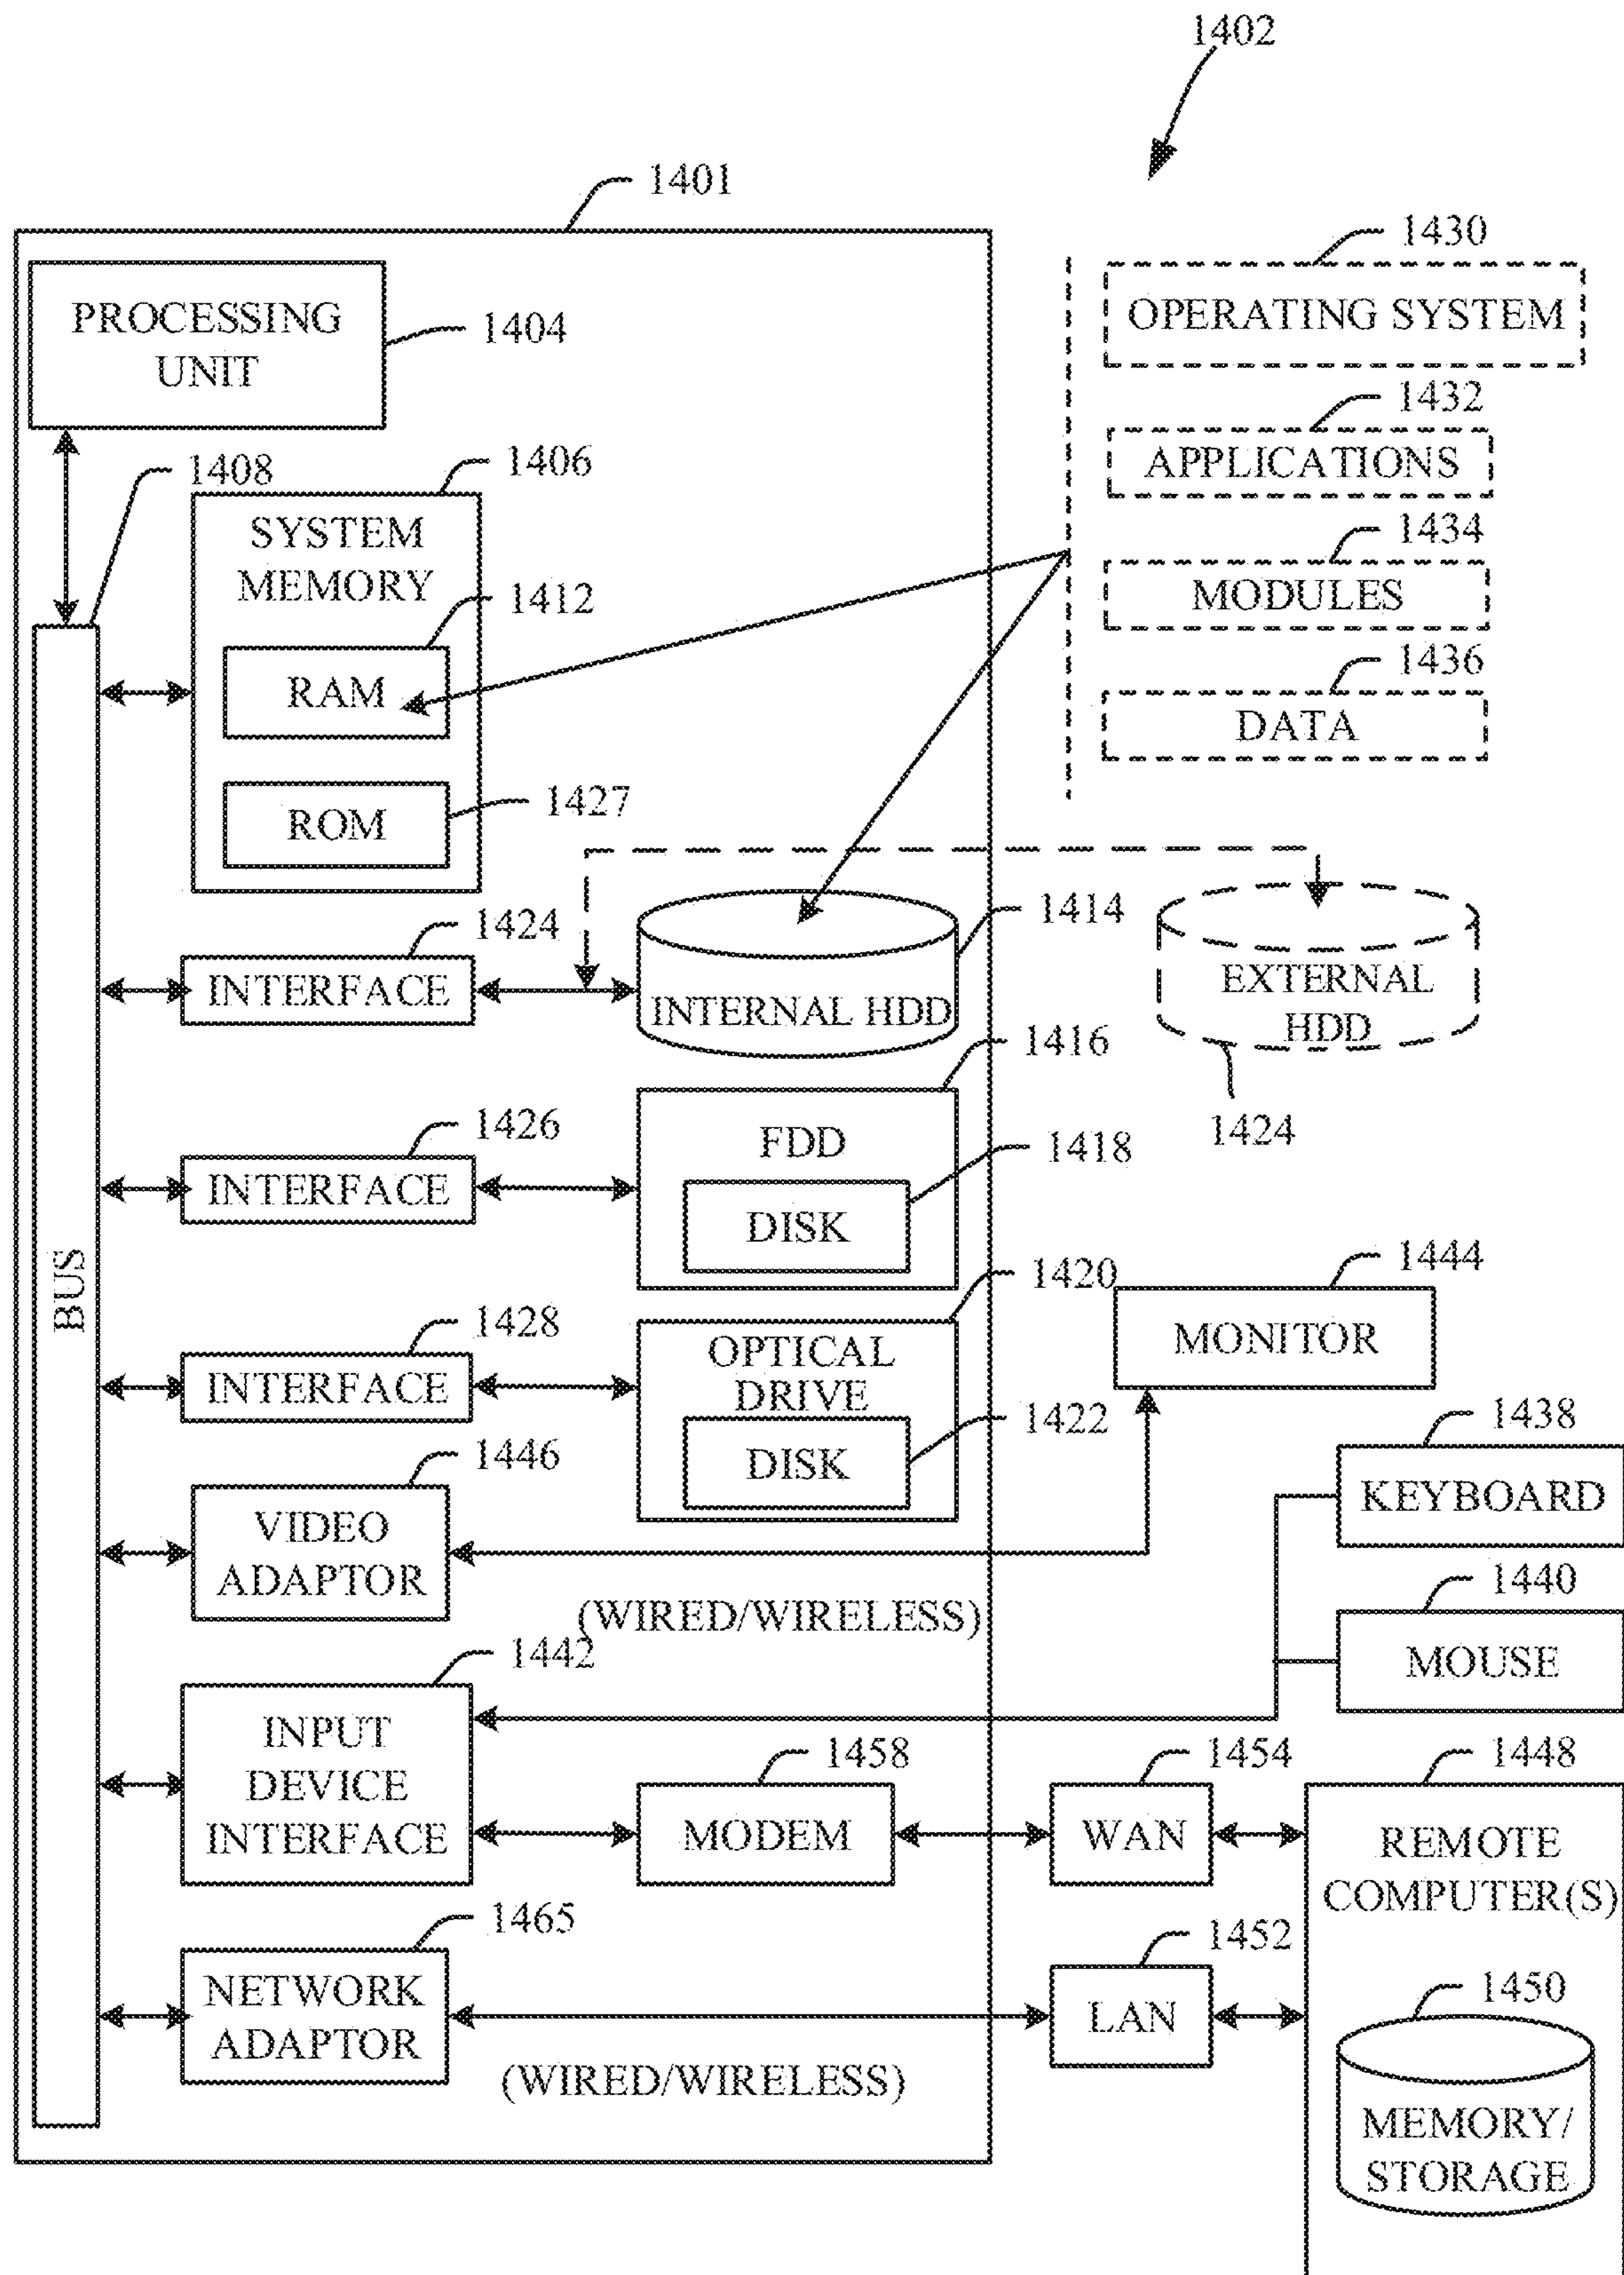 1402
1401
1430
PROCESSING
UNIT
1404
OPERATING SYSTEM
1432
APPLICATIONS
1408
1406
SYSTEM
MEMORY
1434
MODULES
1412
RAM
1436
DATA
1427
ROM
1424
INTERFACE
1414
INTERNAL HDD
EXTERNAL
HDD
1424
1416
FDD
1426
INTERFACE
1418
DISK
BUS
1420
OPTICAL
DRIVE
1444
MONITOR
1428
INTERFACE
1422
DISK
1438
KEYBOARD
1446
VIDEO
ADAPTOR
(WIRED/WIRELESS)
1440
MOUSE
1442
INPUT
DEVICE
INTERFACE
1458
MODEM
1454
WAN
1448
REMOTE
COMPUTER(S)
1465
NETWORK
ADAPTOR
(WIRED/WIRELESS)
1452
LAN
1450
MEMORY/
STORAGE